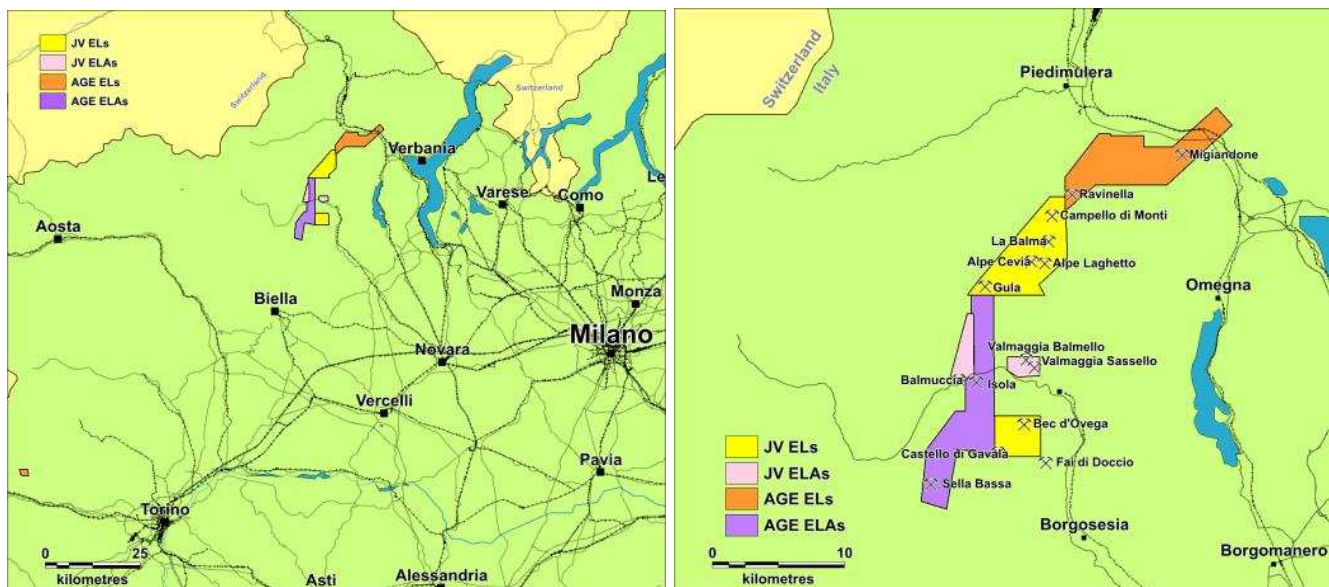 JV ELs
JV ELAs
AGE ELs
AGE ELAs
Switzerland
Switzerland
Verbania
Varese
Como
Le
Aosta
Biella
Monza
Milano
Novara
Vercelli
Pavia
Torino
0 25
kilometres
Asti
Alessandria
Switzerland
Italy
Piedimulera
Migiandone
Ravinella
Campello di Monti
La Balma
Alpe Cevia
Alpe Laghetto
Gula
Omegna
Valmaggia Balmello
Valmaggia Sassello
Balmuccia
Isola
Bec d'Ovega
Castello di Gavala
Fai di Doccio
Sella Bassa
JV ELs
JV ELAs
AGE ELs
AGE ELAs
Borgosesia
Borgomanero
0 10
kilometres